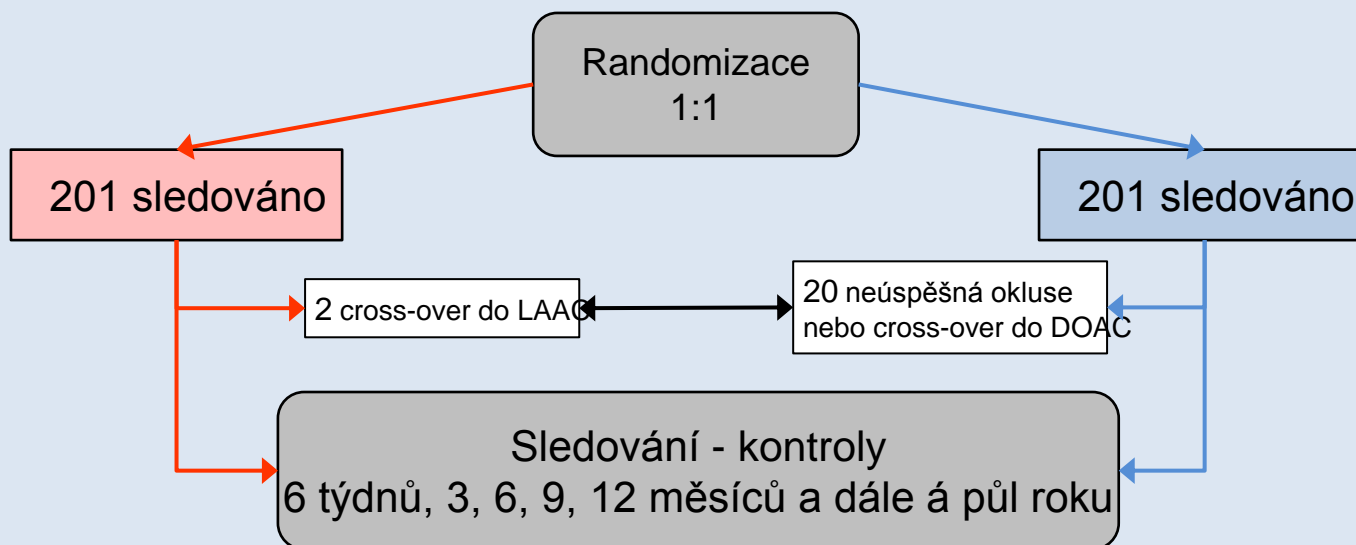 Randomizace
1:1
201 sledováno
201 sledováno
2 cross-over do LAAC
20 neúspěšná okluse
nebo cross-over do DOAC
Sledování - kontroly
6 týdnů, 3, 6, 9, 12 měsíců a dále á půl roku